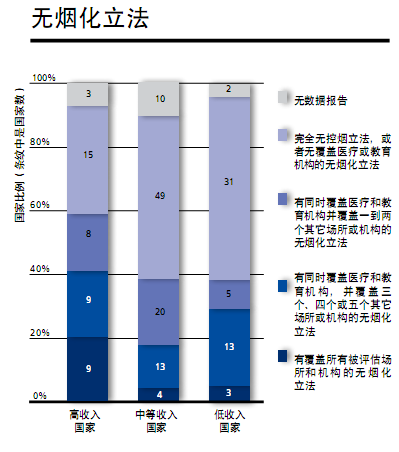 无烟化立法
国家比例（条纹中是国家数）
100%
80%
60%
40%
20%
0%
3
15
8
9
9
10
49
20
13
4
2
31
5
13
3
高收入
国家
中等收入
国家
低收入
国家
无数据报告
完全无控烟立法，或
者无覆盖医疗或教育
机构的无烟化立法
有同时覆盖医疗和教
育机构并覆盖一到两
个其它场所或机构的
无烟化立法
有同时覆盖医疗和教
育机构，并覆盖三
个、四个或五个其它
场所或机构的无烟化
立法
有覆盖所有被评估场
所和机构的无烟化
立法